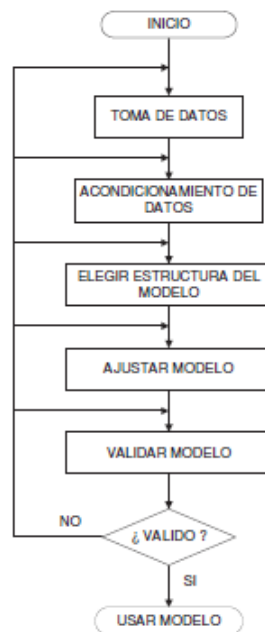 INICIO
TOMA DE DATOS
ACONDICIONAMIENTO DE
DATOS
ELEGIR ESTRUCTURA DEL
MODELO
AJUSTAR MODELO
VALIDAR MODELO
NO
¿ VALIDO ?
SI
USAR MODELO